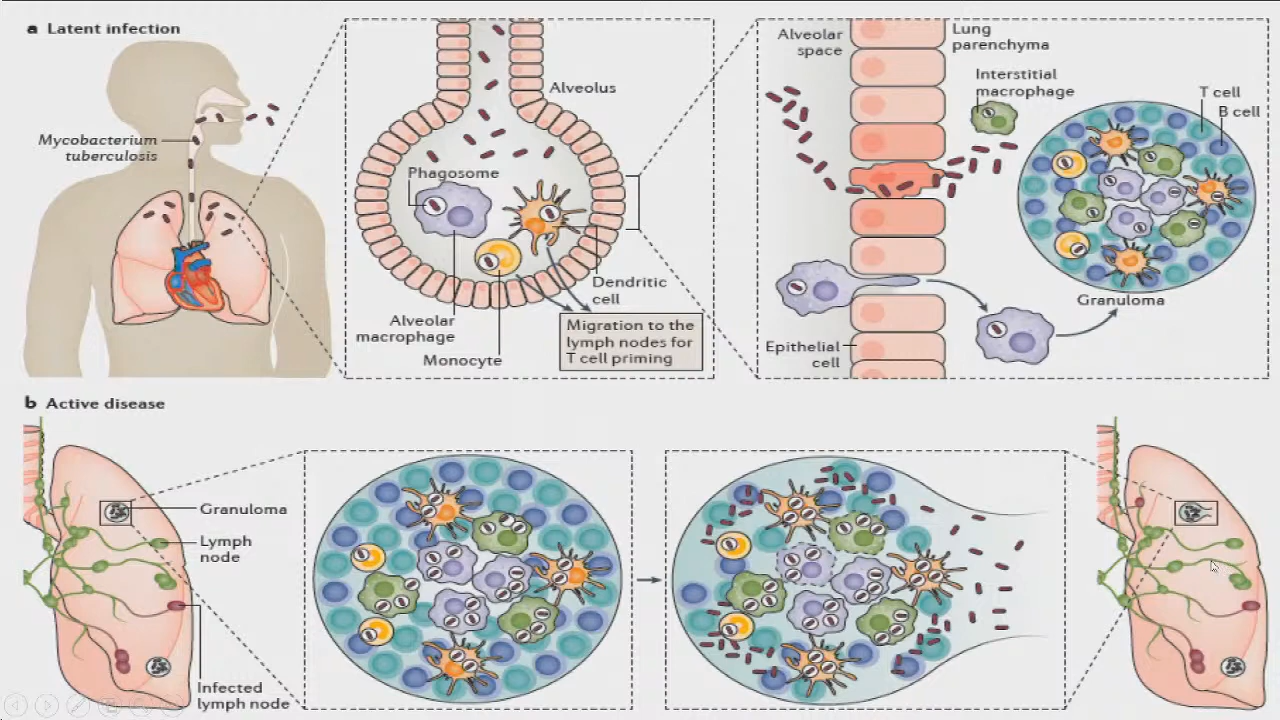 a Latent infection
Mycobacterium
tuberculosis
Alveolus
Phagosome
Dendritic
cell
Alveolar
macrophage
Monocyte
Migration to the
lymph nodes for
T cell priming
Alveolar
space
Lung
parenchyma
Interstitial
macrophage
T cell
B cell
Granuloma
Epithelial
cell
b Active disease
Granuloma
Lymph
node
Infected
lymph node